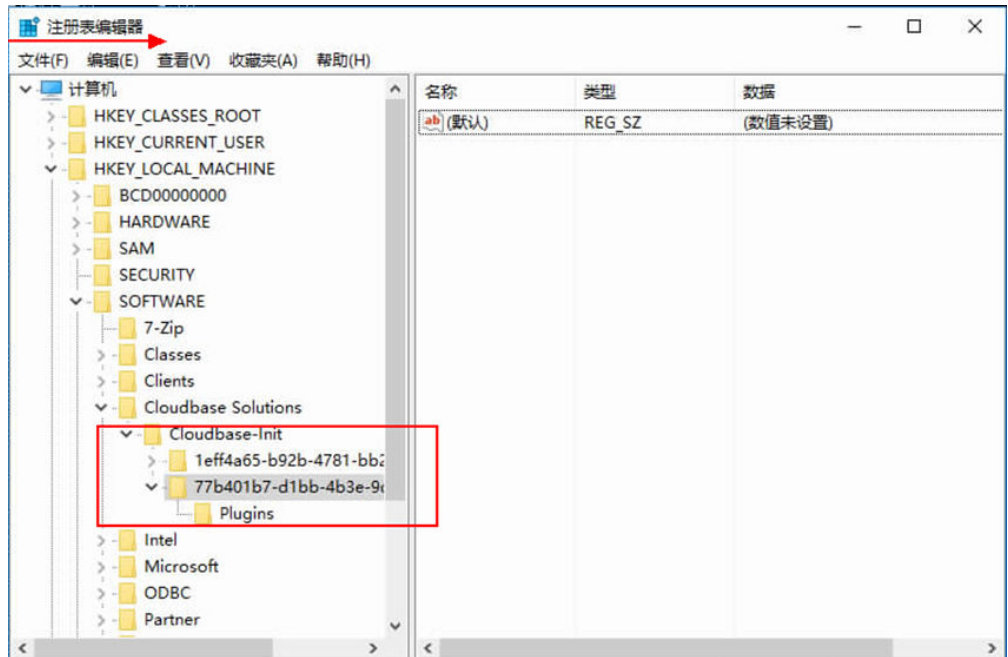 注册表编辑器
文件(F) 编辑(E) 查看(V) 收藏夹(A) 帮助(H)
计算机
HKEY_CLASSES_ROOT
HKEY_CURRENT_USER
HKEY_LOCAL_MACHINE
BCD00000000
HARDWARE
SAM
SECURITY
SOFTWARE
7-Zip
Classes
Clients
Cloudbase Solutions
Cloudbase-Init
1eff4a65-b92b-4781-bb2
77b401b7-d1bb-4b3e-9c
Plugins
Intel
Microsoft
ODBC
Partner
名称 类型 数据
ab (默认) REG_SZ (数值未设置)